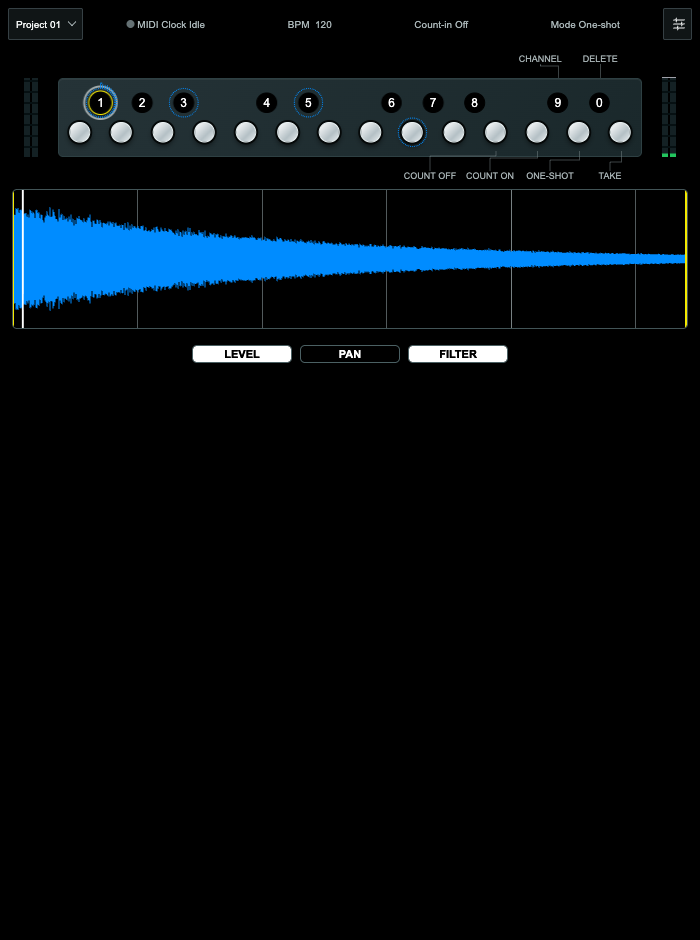 Project 01
MIDI Clock Idle
BPM 120
Count-in Off
Mode One-shot
CHANNEL DELETE
1 2 3 4 5 6 7 8 9 0
COUNT OFF COUNT ON ONE-SHOT TAKE
LEVEL PAN FILTER